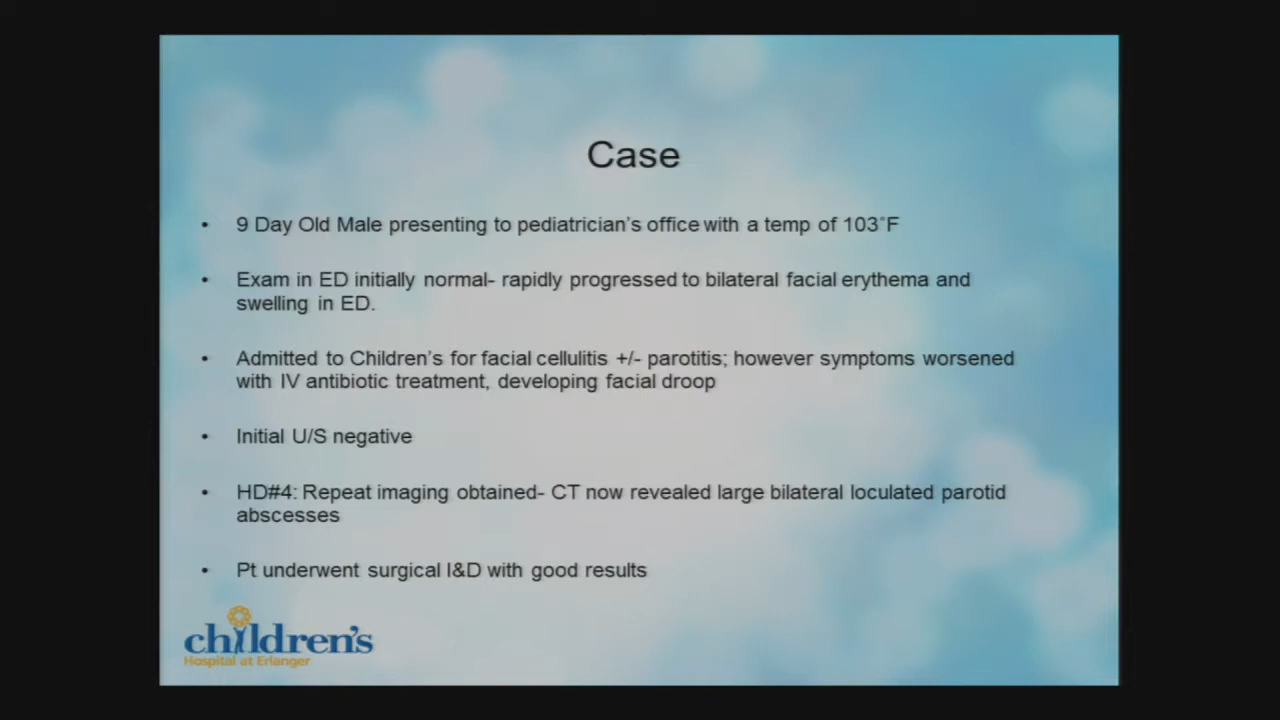 Case
• 9 Day Old Male presenting to pediatrician's office with a temp of 103°F
• Exam in ED initially normal- rapidly progressed to bilateral facial erythema and
swelling in ED.
• Admitted to Children's for facial cellulitis +/- parotitis; however symptoms worsened
with IV antibiotic treatment, developing facial droop
• Initial U/S negative
• HD#4: Repeat imaging obtained- CT now revealed large bilateral loculated parotid
abscesses
• Pt underwent surgical I&D with good results
children's
Hospital at Erlanger